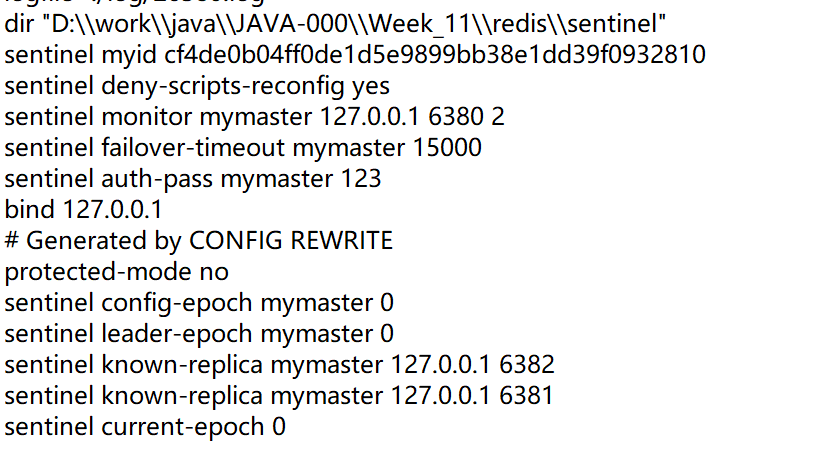 dir "D:\\work\\java\\JAVA-000\\Week_11\\redis\\sentinel"
sentinel myid cf4de0b04ff0de1d5e9899bb38e1dd39f0932810
sentinel deny-scripts-reconfig yes
sentinel monitor mymaster 127.0.0.1 6380 2
sentinel failover-timeout mymaster 15000
sentinel auth-pass mymaster 123
bind 127.0.0.1
# Generated by CONFIG REWRITE
protected-mode no
sentinel config-epoch mymaster 0
sentinel leader-epoch mymaster 0
sentinel known-replica mymaster 127.0.0.1 6382
sentinel known-replica mymaster 127.0.0.1 6381
sentinel current-epoch 0